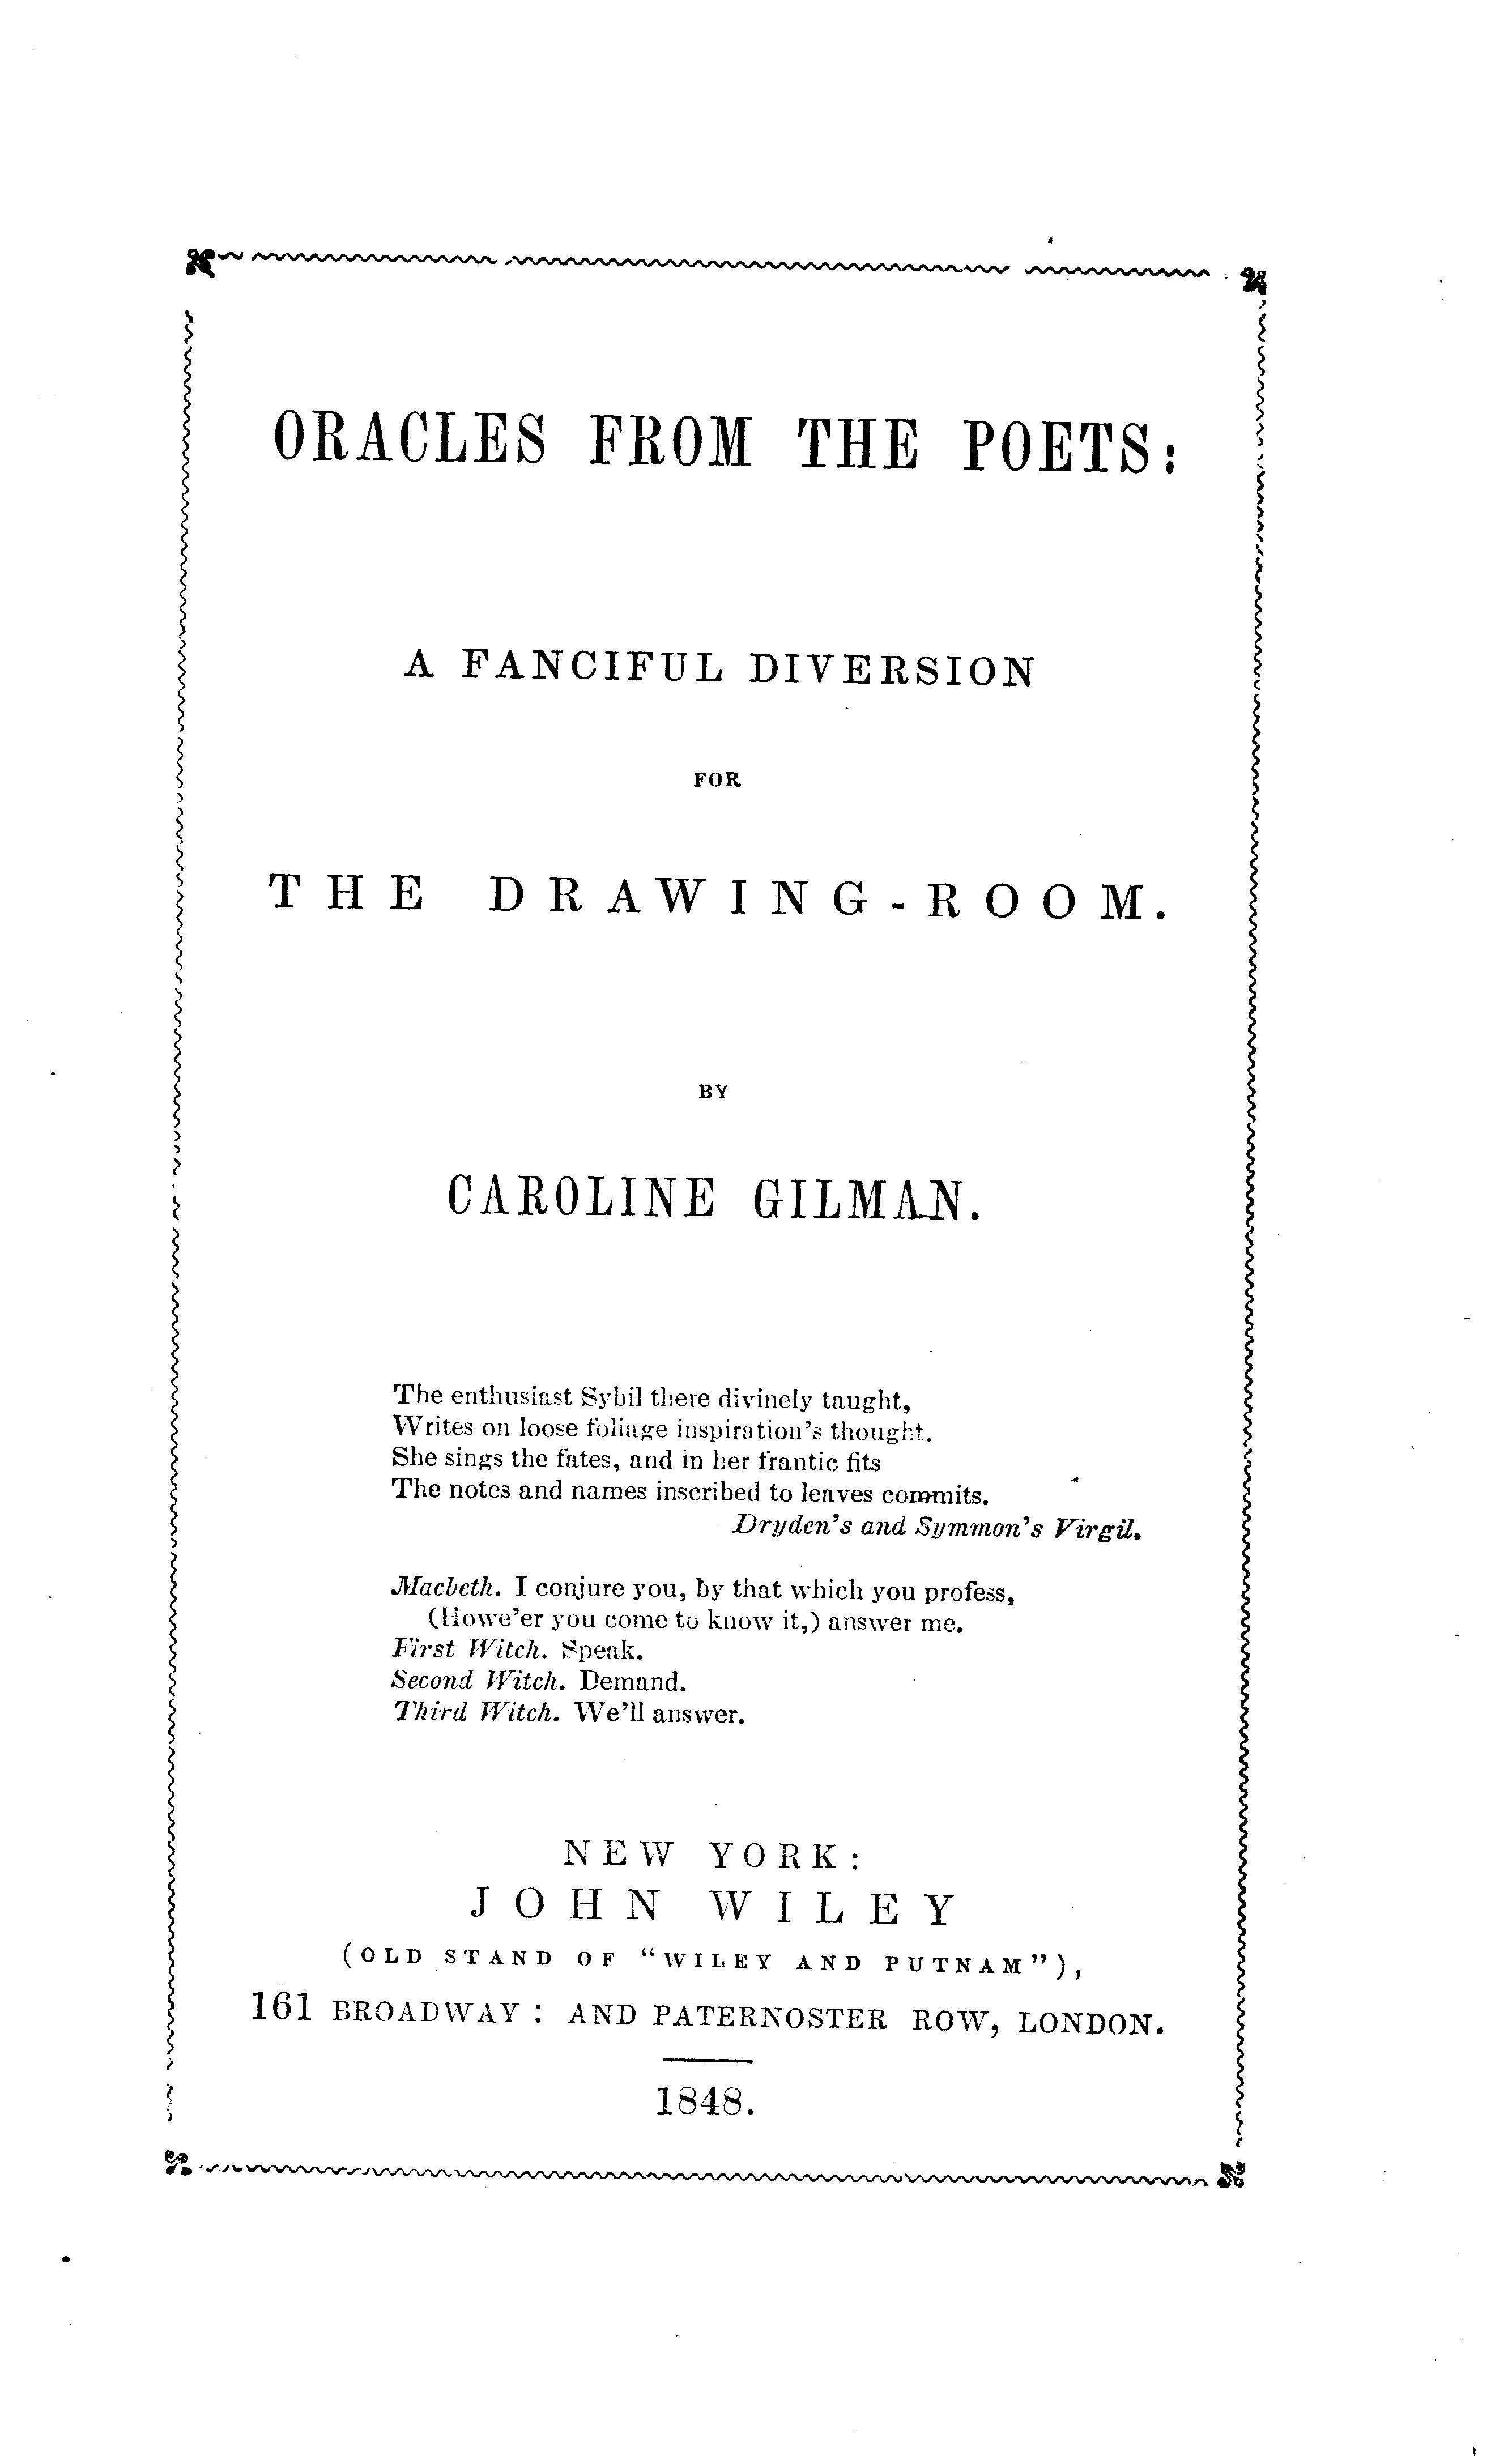 ORACLES FROM THE POETS:
A FANCIFUL DIVERSION
FOR
THE DRAWING-ROOM.
BY
CAROLINE GILMAN.
The enthusiast Sybil there divinely taught,
Writes on loose foliage inspiration's thought.
She sings the fates, and in her frantic fits
The notes and names inscribed to leaves commits.
Dryden's and Symmon's Virgil.
Macbeth. I conjure you, by that which you profess,
(Howe'er you come to know it,) answer me.
First Witch. Speak.
Second Witch. Demand.
Third Witch. We'll answer.
NEW YORK:
JOHN WILEY
(OLD STAND OF "WILEY AND PUTNAM"),
161 BROADWAY: AND PATERNOSTER ROW, LONDON.
1848.